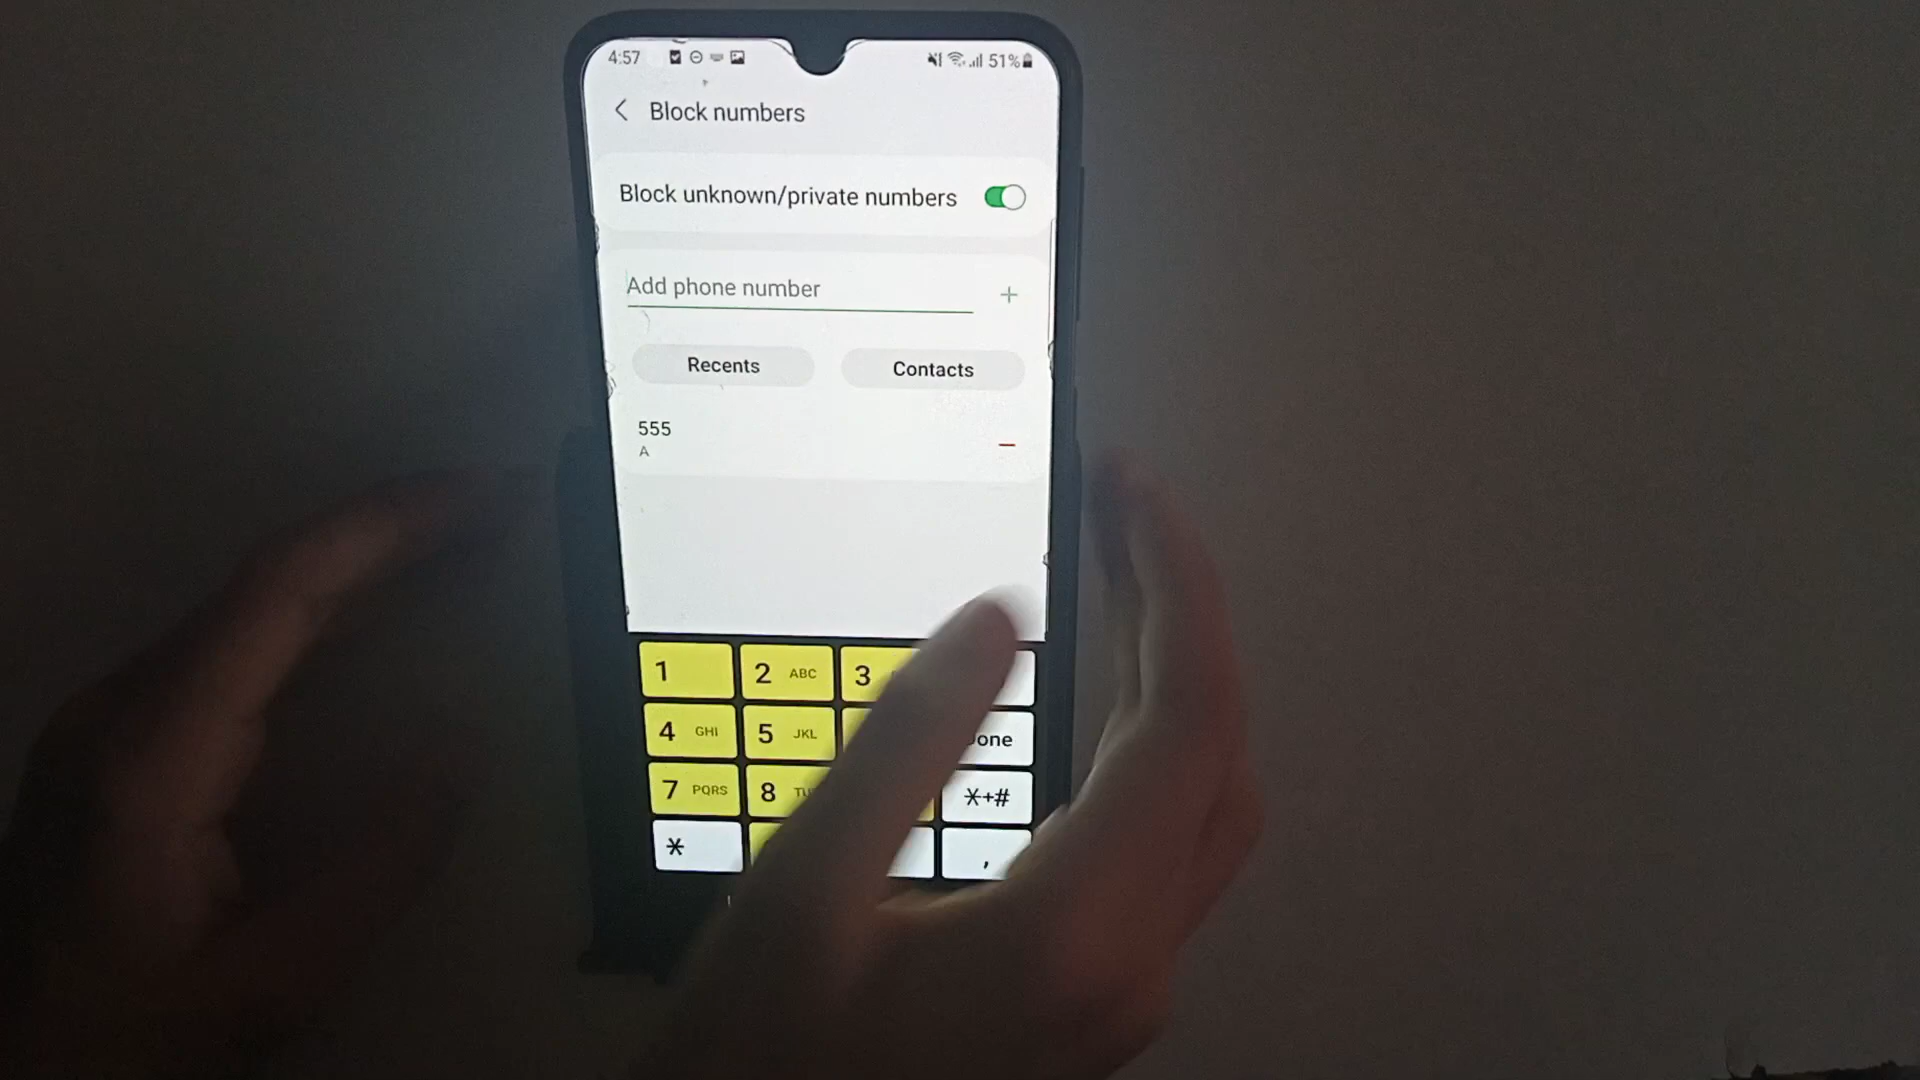 4:57 51%
Block numbers
Block unknown/private numbers
Add phone number +
Recents Contacts
555
A
1 2 ABC 3
4 GHI 5 JKL
7 PQRS 8 *+#
* ,